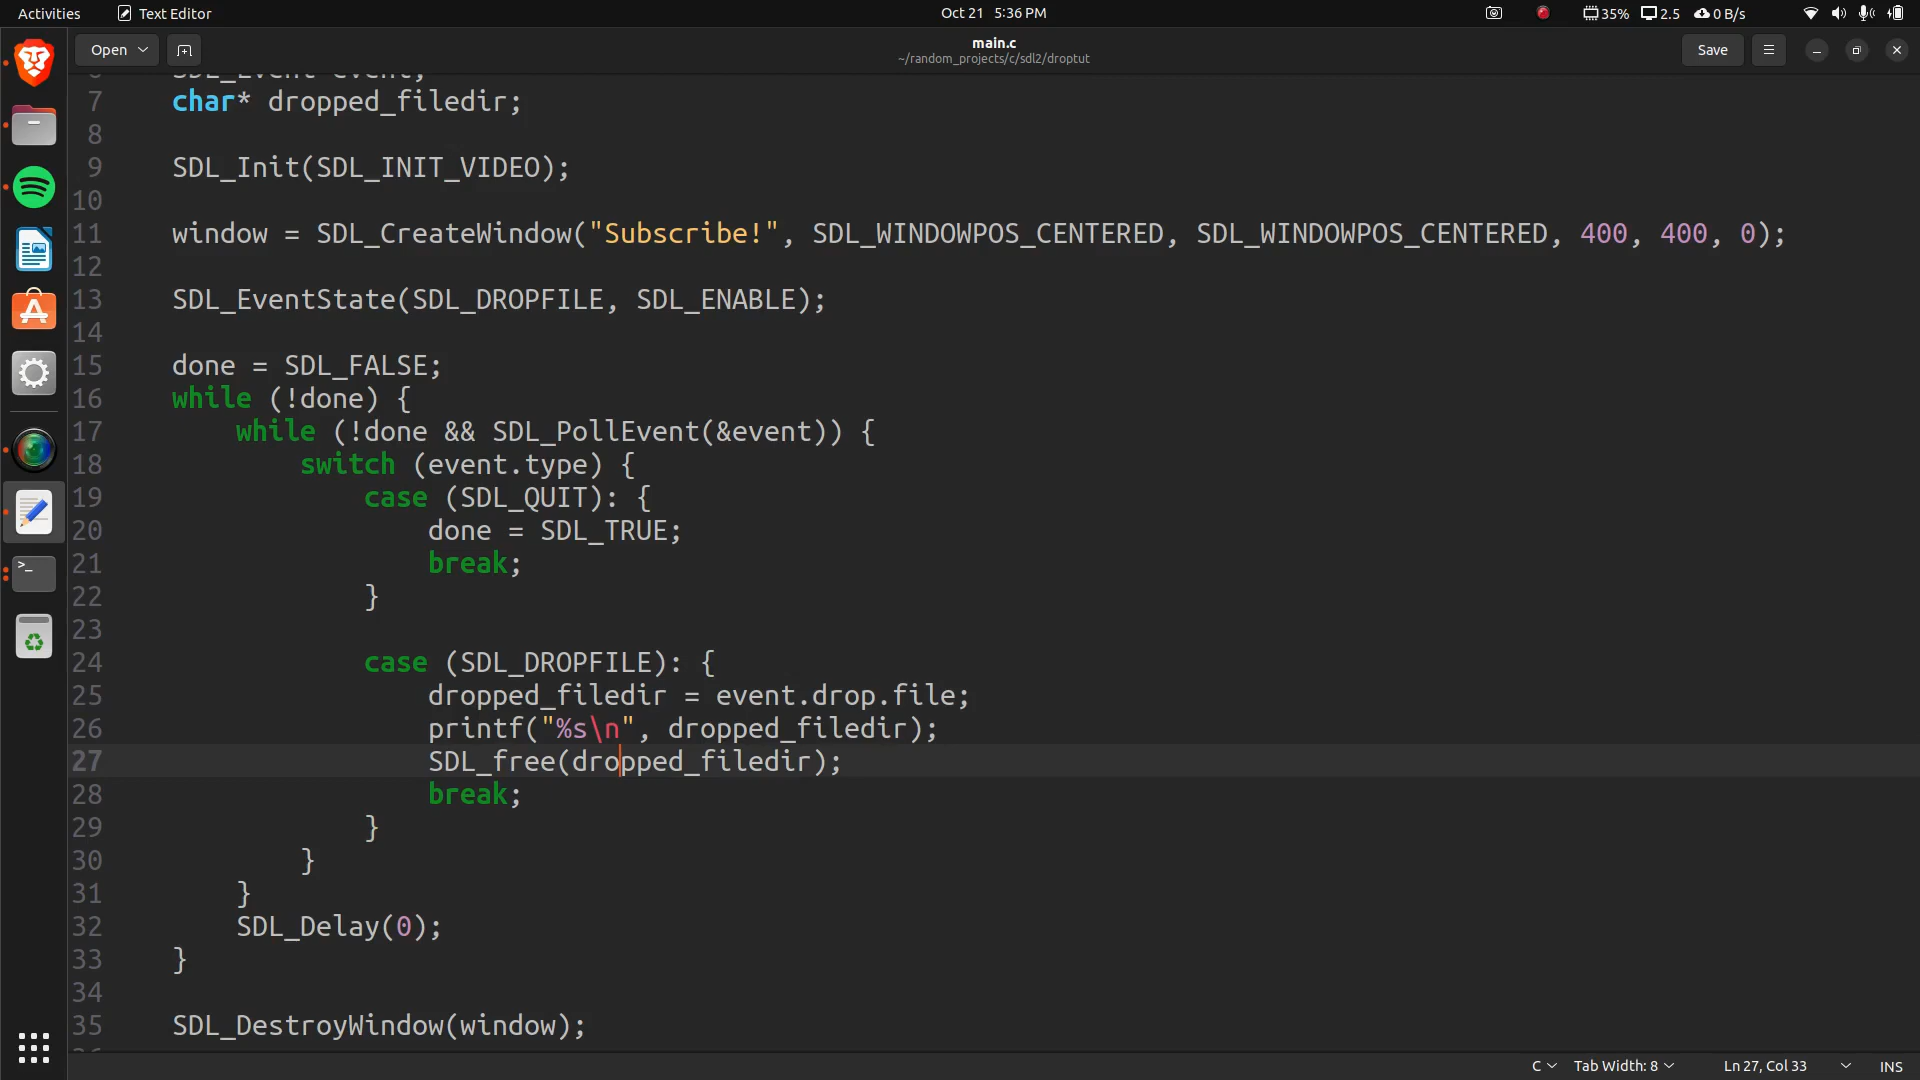 Activities
Text Editor
Oct 21 5:36 PM
35%
2.5
0 B/s
Open
main.c
~/random_projects/c/sdl2/droptut
Save
SDL_Event event;
7 char* dropped_filedir;
8
9 SDL_Init(SDL_INIT_VIDEO);
10
11 window = SDL_CreateWindow("Subscribe!", SDL_WINDOWPOS_CENTERED, SDL_WINDOWPOS_CENTERED, 400, 400, 0);
12
13 SDL_EventState(SDL_DROPFILE, SDL_ENABLE);
14
15 done = SDL_FALSE;
16 while (!done) {
17 while (!done && SDL_PollEvent(&event)) {
18 switch (event.type) {
19 case (SDL_QUIT): {
20 done = SDL_TRUE;
21 break;
22 }
23
24 case (SDL_DROPFILE): {
25 dropped_filedir = event.drop.file;
26 printf("%s\n", dropped_filedir);
27 SDL_free(dropped_filedir);
28 break;
29 }
30 }
31 }
32 SDL_Delay(0);
33 }
34
35 SDL_DestroyWindow(window);
C
Tab Width: 8
Ln 27, Col 33
INS